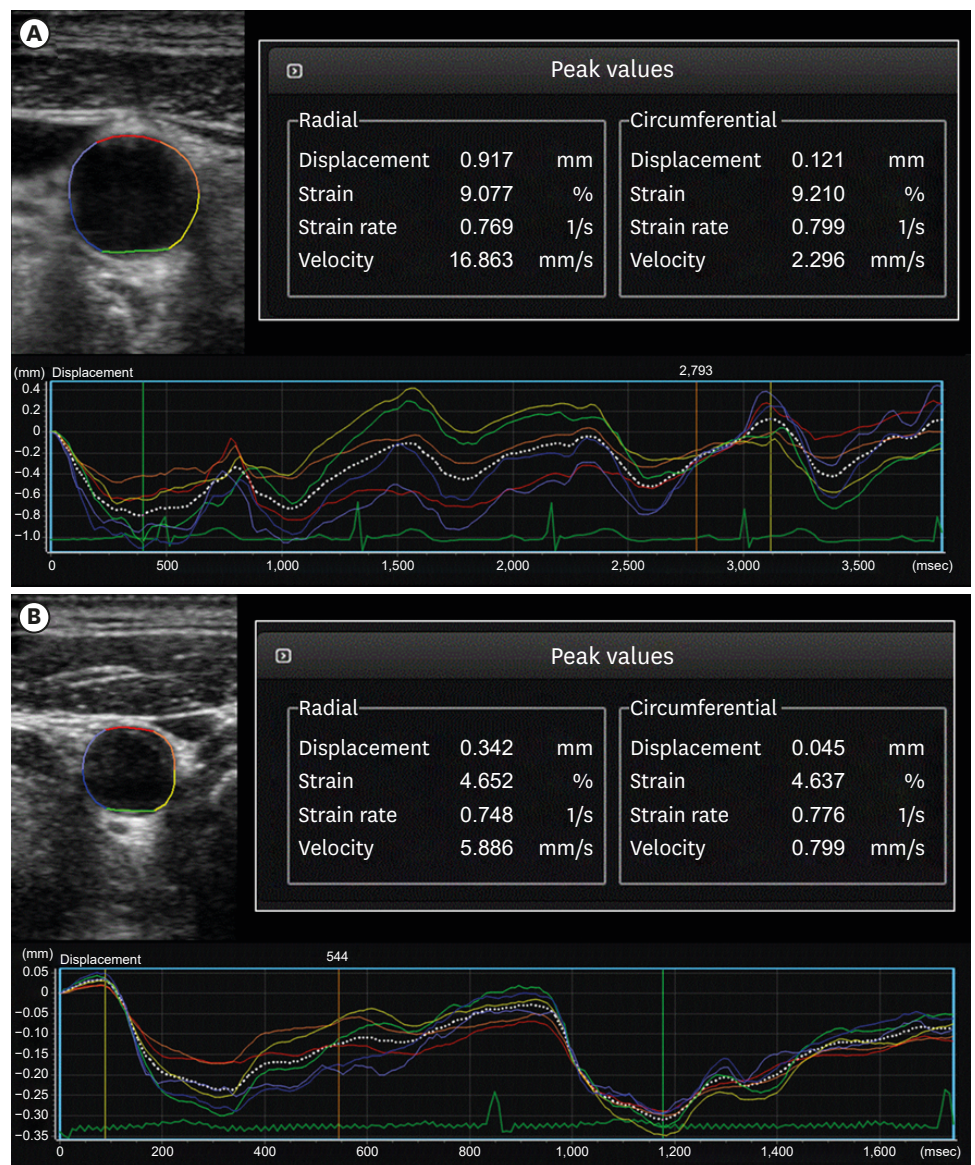 A
Peak values
Radial
Displacement 0.917 mm
Strain 9.077 %
Strain rate 0.769 1/s
Velocity 16.863 mm/s
Circumferential
Displacement 0.121 mm
Strain 9.210 %
Strain rate 0.799 1/s
Velocity 2.296 mm/s
(mm) Displacement
2,793
0.4
0.2
0
−0.2
−0.4
−0.6
−0.8
−1.0
0 500 1,000 1,500 2,000 2,500 3,000 3,500 (msec)
B
Peak values
Radial
Displacement 0.342 mm
Strain 4.652 %
Strain rate 0.748 1/s
Velocity 5.886 mm/s
Circumferential
Displacement 0.045 mm
Strain 4.637 %
Strain rate 0.776 1/s
Velocity 0.799 mm/s
(mm) Displacement
544
0.05
0
−0.05
−0.10
−0.15
−0.20
−0.25
−0.30
−0.35
0 200 400 600 800 1,000 1,200 1,400 1,600 (msec)